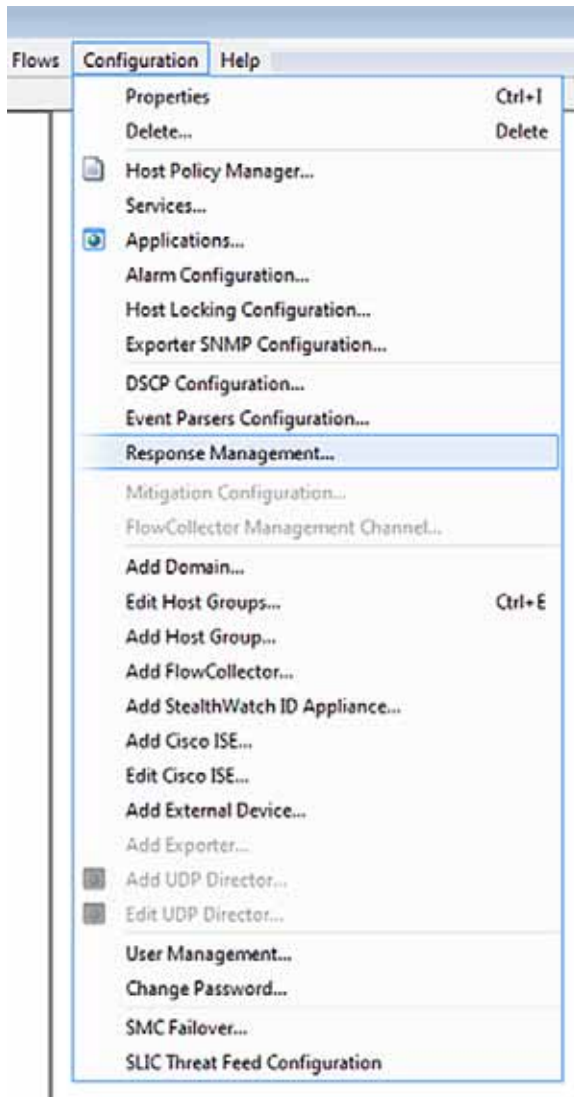 Flows Configuration Help
Properties Ctrl+I
Delete... Delete
Host Policy Manager...
Services...
Applications...
Alarm Configuration...
Host Locking Configuration...
Exporter SNMP Configuration...
DSCP Configuration...
Event Parsers Configuration...
Response Management...
Mitigation Configuration...
FlowCollector Management Channel...
Add Domain...
Edit Host Groups... Ctrl+E
Add Host Group...
Add FlowCollector...
Add StealthWatch ID Appliance...
Add Cisco ISE...
Edit Cisco ISE...
Add External Device...
Add Exporter...
Add UDP Director...
Edit UDP Director...
User Management...
Change Password...
SMC Failover...
SLIC Threat Feed Configuration